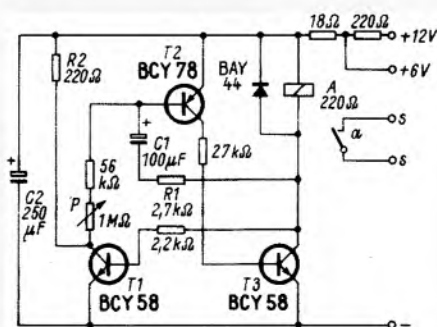 R2
220Ω
T2
BCY 78
BAY
44
18Ω
220Ω
+12V
+6V
A
220Ω
a
s
s
+
C1
100µF
27kΩ
56
kΩ
R1
2,7kΩ
P
1MΩ
2,2kΩ
+
C2
250
µF
T1
BCY 58
T3
BCY 58
−